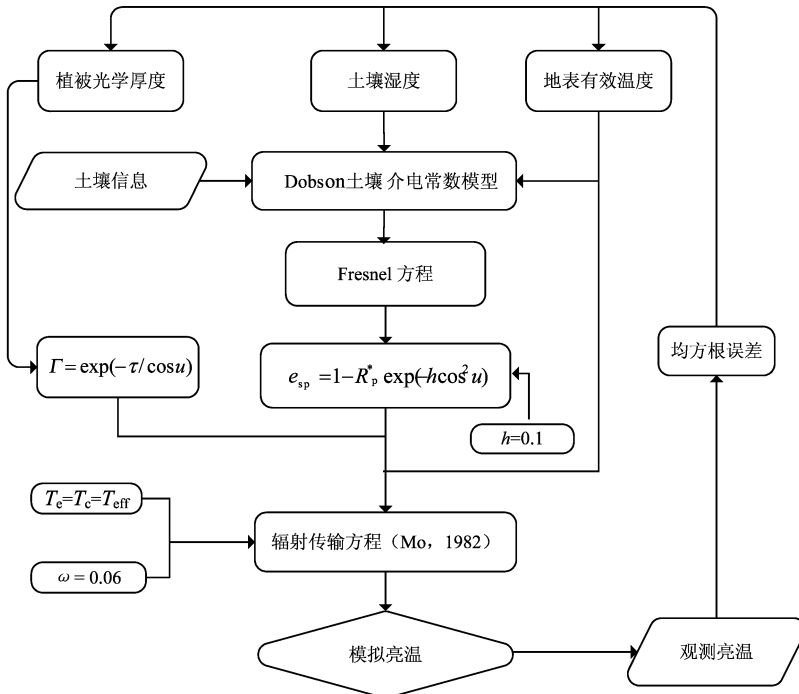 植被光学厚度
土壤湿度
地表有效温度
土壤信息
Dobson土壤 介电常数模型
Fresnel 方程
Γ=exp(−τ/cosu)
e_sp =1−R*_p exp(−hcos²u)
均方根误差
h=0.1
T_e=T_c=T_eff
辐射传输方程（Mo，1982）
ω = 0.06
模拟亮温
观测亮温